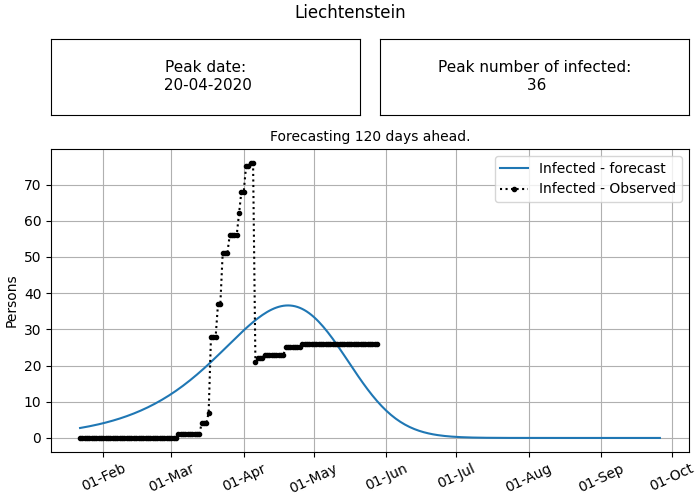 Liechtenstein
Peak date:
20-04-2020
Peak number of infected:
36
Forecasting 120 days ahead.
Infected - forecast
Infected - Observed
Persons
70
60
50
40
30
20
10
0
01-Feb
01-Mar
01-Apr
01-May
01-Jun
01-Jul
01-Aug
01-Sep
01-Oct